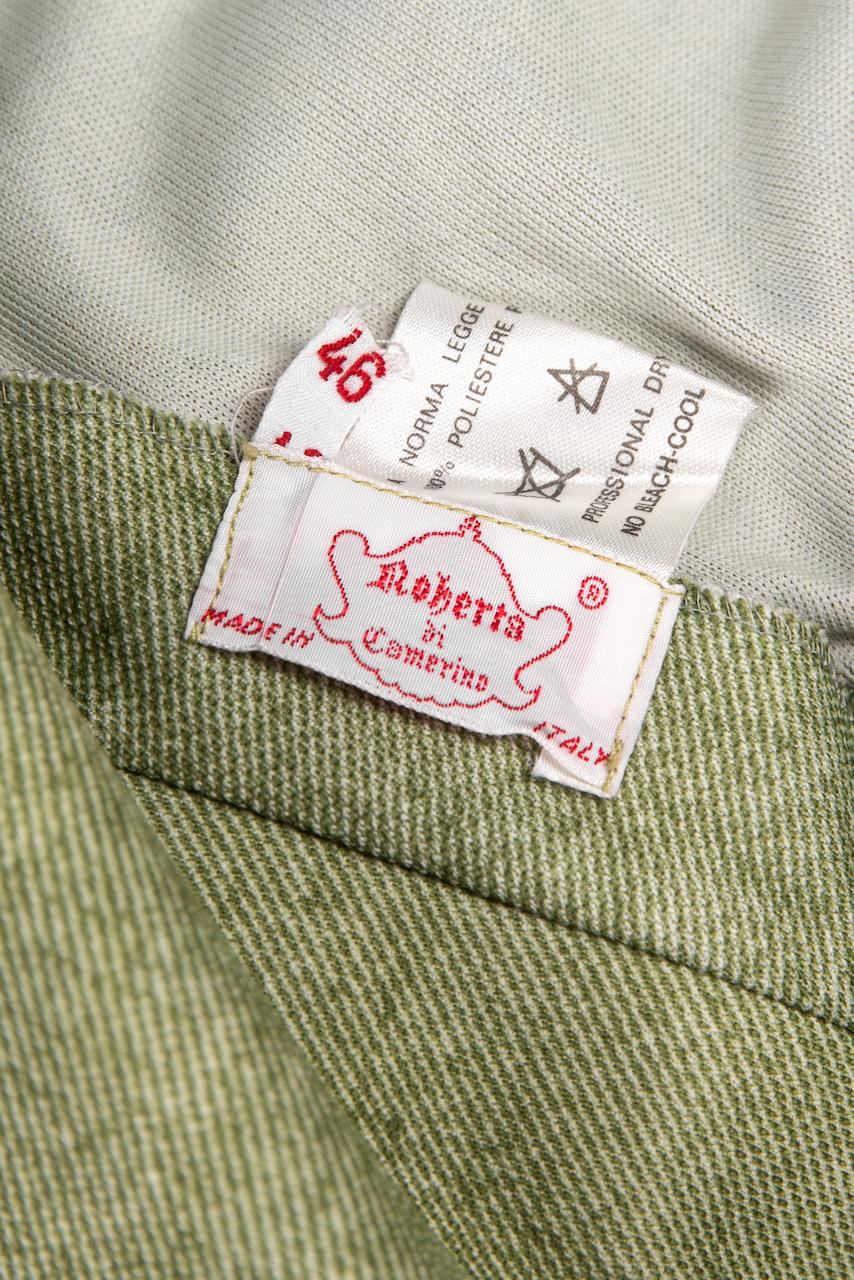 46
NORMA LEGGE
POLIESTERE
PROFESSIONAL DRY
NO BLEACH-COOL
Roberta
di
Camerino
®
MADE IN
ITALY